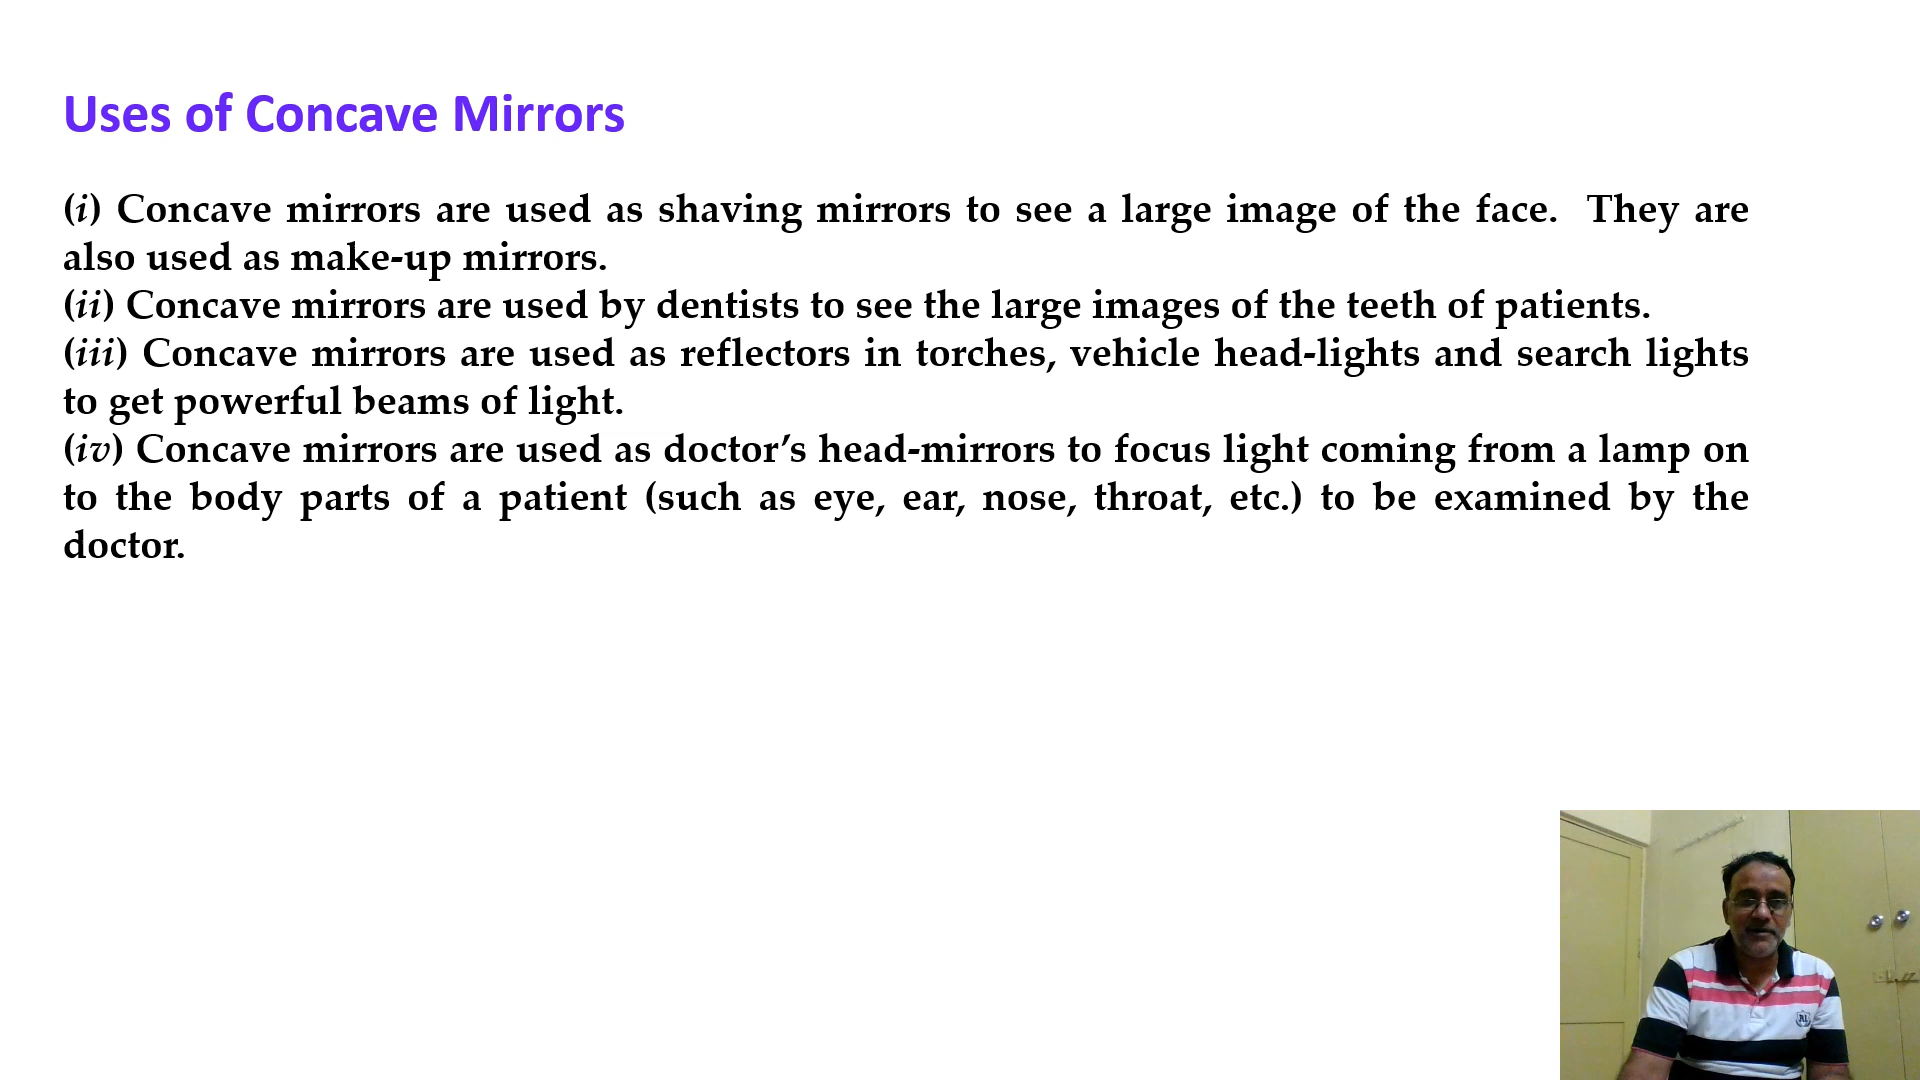 Uses of Concave Mirrors
(i) Concave mirrors are used as shaving mirrors to see a large image of the face. They are
also used as make-up mirrors.
(ii) Concave mirrors are used by dentists to see the large images of the teeth of patients.
(iii) Concave mirrors are used as reflectors in torches, vehicle head-lights and search lights
to get powerful beams of light.
(iv) Concave mirrors are used as doctor’s head-mirrors to focus light coming from a lamp on
to the body parts of a patient (such as eye, ear, nose, throat, etc.) to be examined by the
doctor.